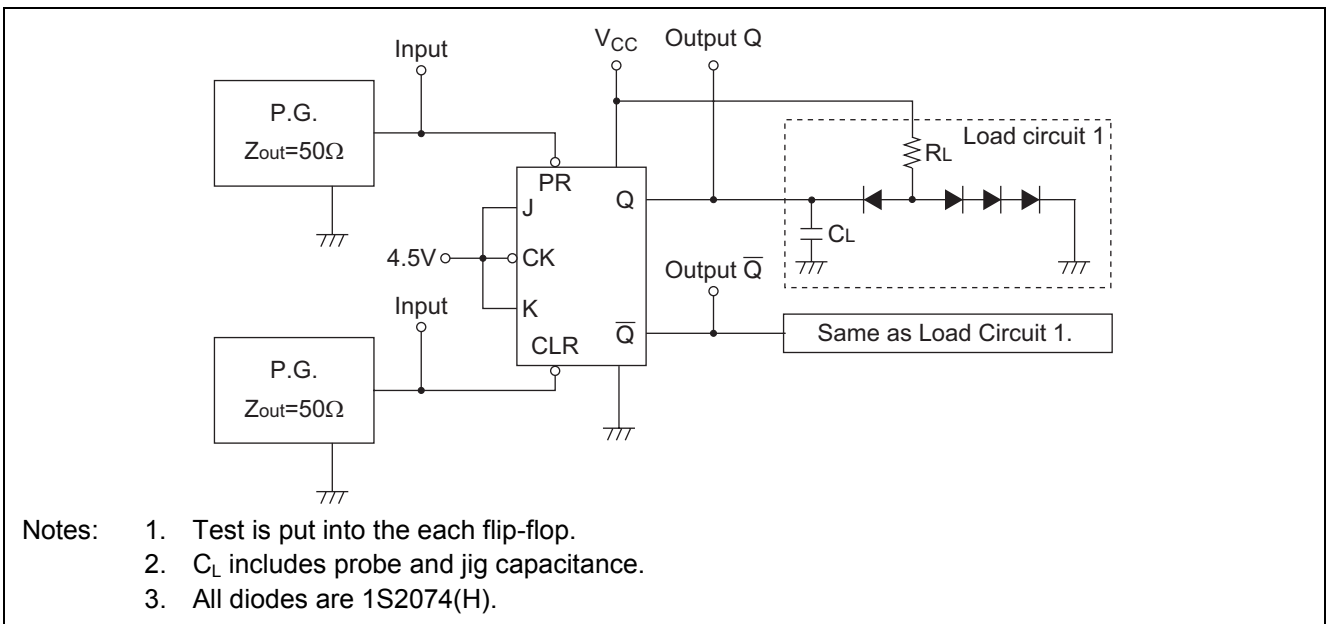 Input
VCC
Output Q
P.G.
Zout=50Ω
Load circuit 1
RL
PR
J
Q
CL
4.5V
CK
Output Q̅
Input
K
Q̅
Same as Load Circuit 1.
CLR
P.G.
Zout=50Ω
Notes: 1. Test is put into the each flip-flop.
2. CL includes probe and jig capacitance.
3. All diodes are 1S2074(H).